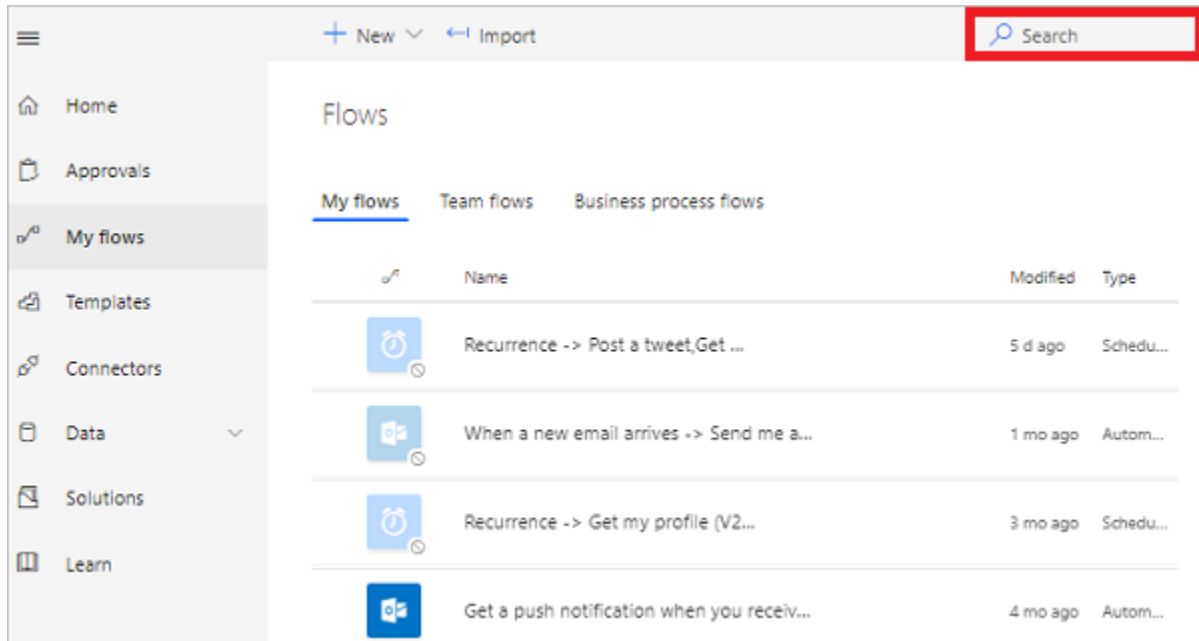 New Import Search
Home
Approvals
My flows
Templates
Connectors
Data
Solutions
Learn
Flows
My flows Team flows Business process flows
Name Modified Type
Recurrence -> Post a tweet,Get ... 5 d ago Schedu...
When a new email arrives -> Send me a... 1 mo ago Autom...
Recurrence -> Get my profile (V2... 3 mo ago Schedu...
Get a push notification when you receiv... 4 mo ago Autom...